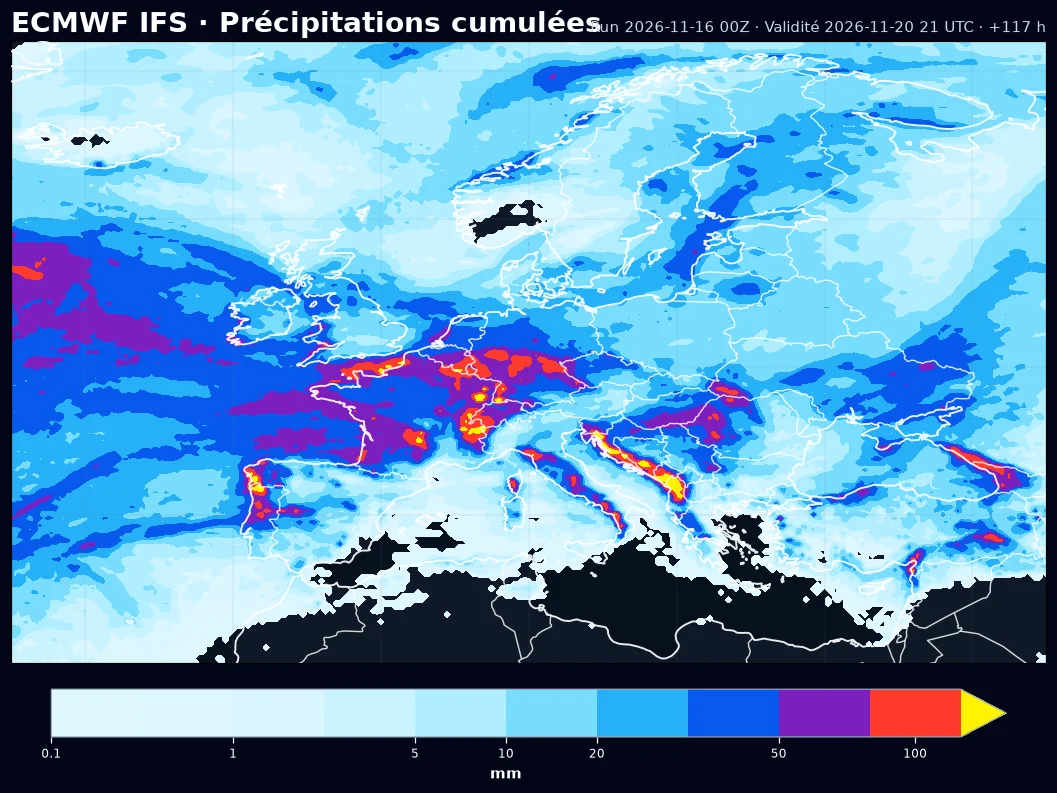 ECMWF IFS · Précipitations cumulées
Run 2026-11-16 00Z · Validité 2026-11-20 21 UTC · +117 h
0.1 1 5 10 20 50 100
mm